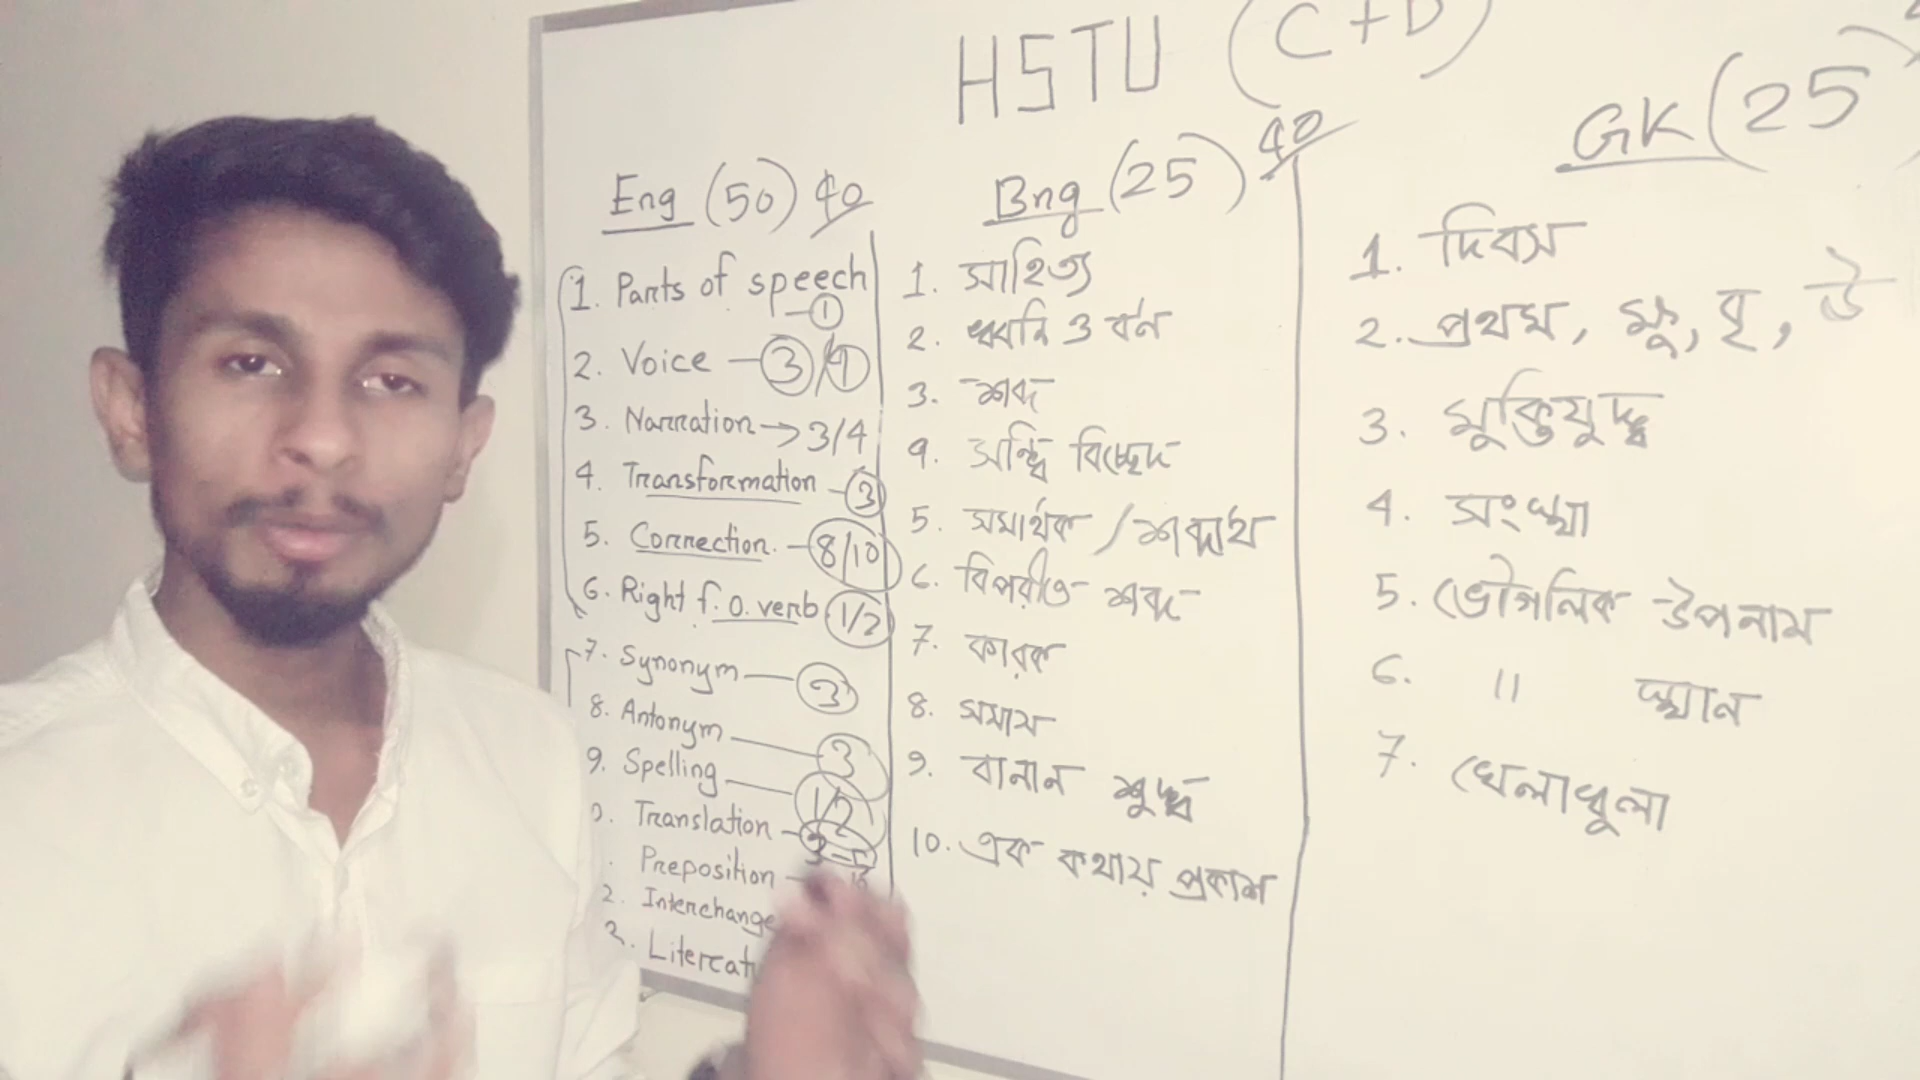 HSTU (C+D)
Eng (50) 40
1. Parts of speech
— 1
2. Voice — 3/4
3. Narration → 3/4
4. Transformation — 3
5. Correction. — 8/10
6. Right f. o. verb 1/2
7. Synonym — 3
8. Antonym — 3
9. Spelling — 1/2
Translation —
Preposition —
2. Interchange
Literat
Bng (25) 40
1. সাহিত্য
2. ধ্বনি ও বর্ন
3. শব্দ
৪. সন্ধি বিচ্ছেদ
5. সমার্থক / শব্দার্থ
6. বিপরীত শব্দ
7. কারক
8. সমাস
9. বানান শুদ্ধ
10. এক কথায় প্রকাশ
GK (25)
1. দিবস
2. প্রথম, ক্ষু, বৃ, উ
3. মুক্তিযুদ্ধ
4. সংস্থা
5. ভৌগলিক উপনাম
6. " স্থান
7. খেলাধুলা